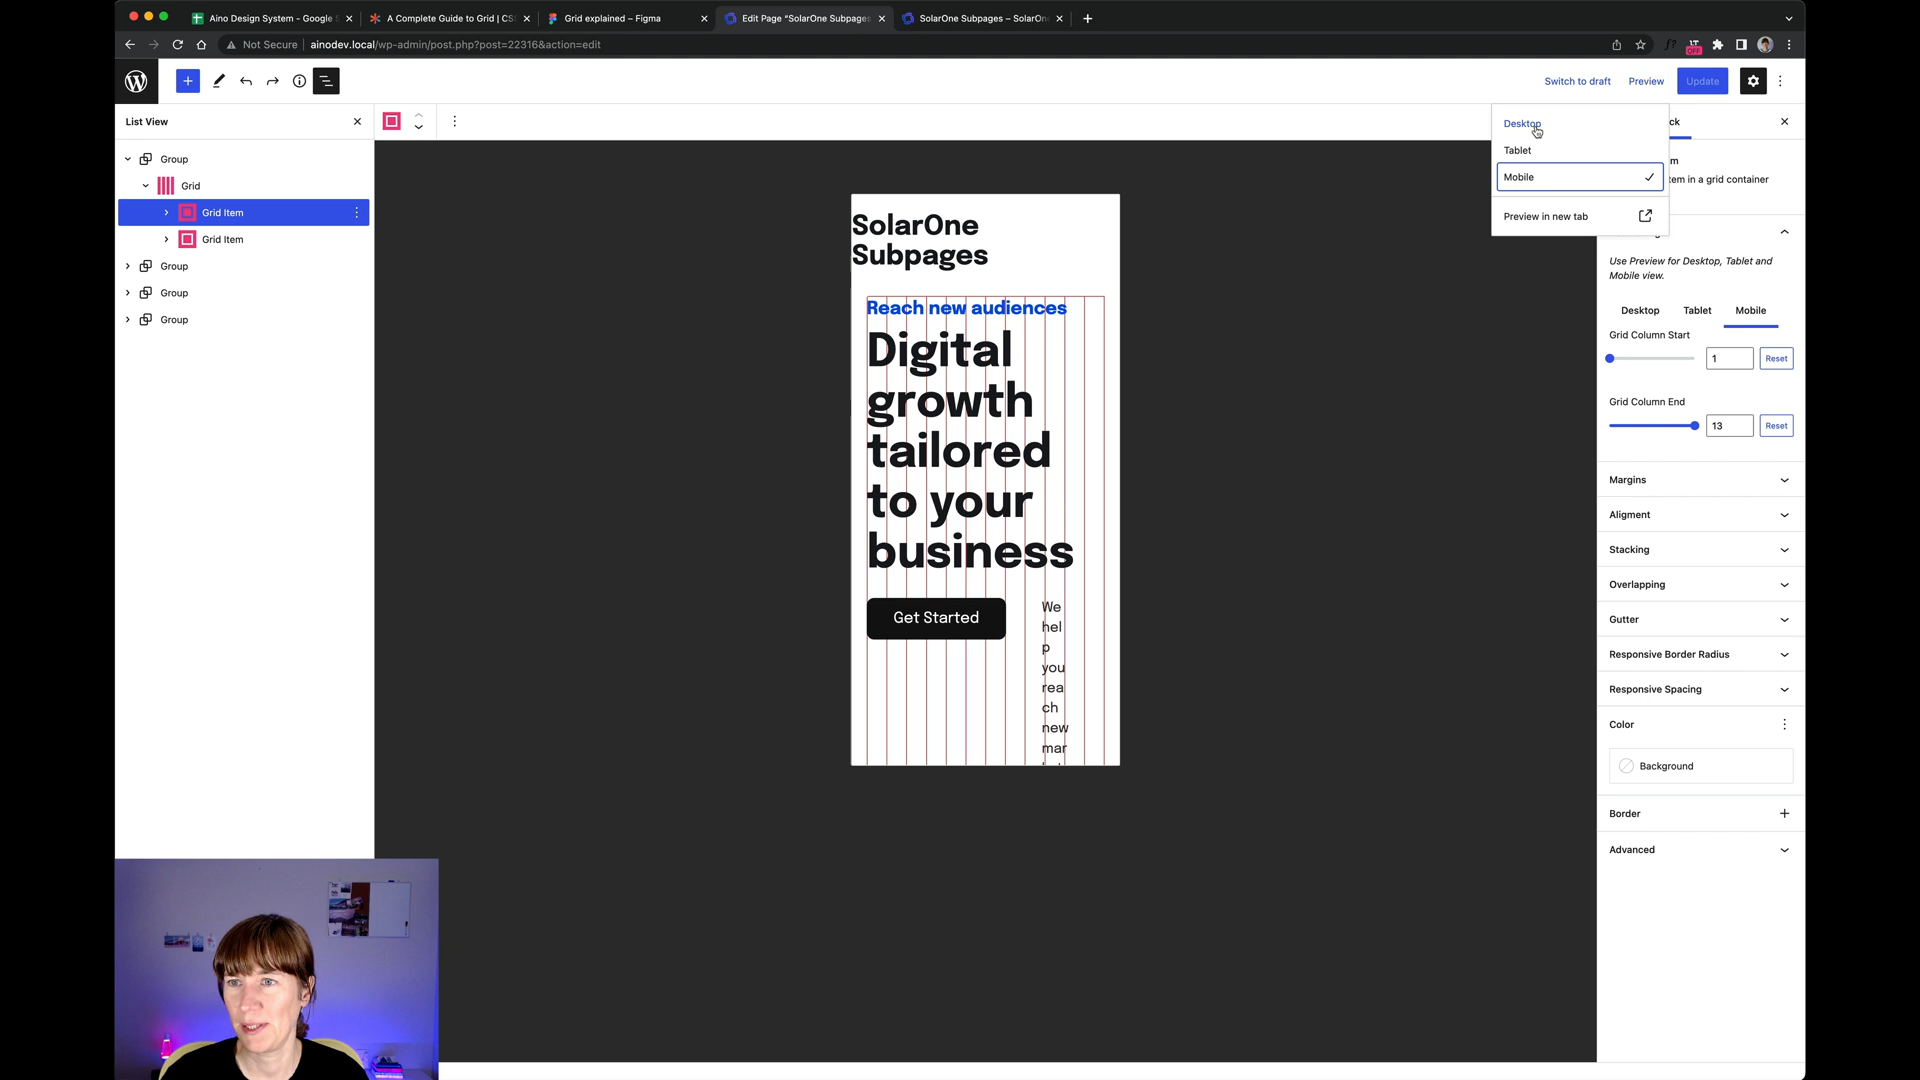 Aino Design System - Google S
A Complete Guide to Grid | CS
Grid explained – Figma
Edit Page “SolarOne Subpages
SolarOne Subpages – SolarOn
Not Secure
ainodev.local/wp-admin/post.php?post=22316&action=edit
OFF
Switch to draft
Preview
Update
List View
Group
Grid
Grid Item
Grid Item
Group
Group
Group
SolarOne
Subpages
Reach new audiences
Digital
growth
tailored
to your
business
Get Started
We
hel
p
you
rea
ch
new
mar
Desktop
Tablet
Mobile
Preview in new tab
ck
m
tem in a grid container
Use Preview for Desktop, Tablet and
Mobile view.
Desktop
Tablet
Mobile
Grid Column Start
1
Reset
Grid Column End
13
Reset
Margins
Aligment
Stacking
Overlapping
Gutter
Responsive Border Radius
Responsive Spacing
Color
Background
Border
Advanced